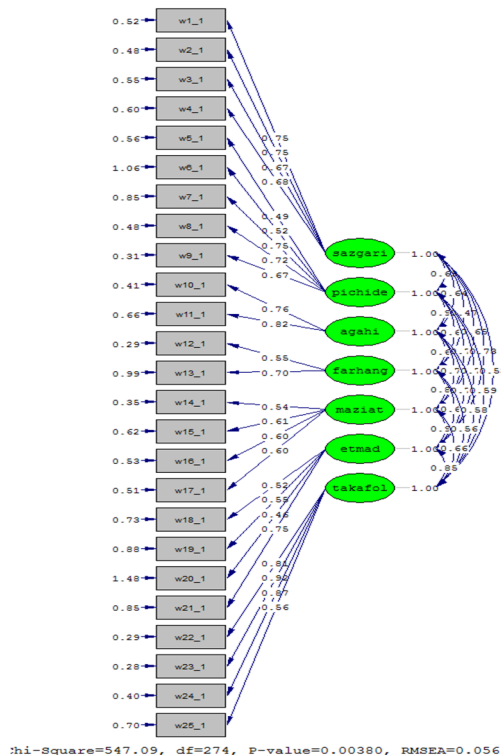 0.52 w1_1
0.48 w2_1
0.55 w3_1
0.60 w4_1
0.56 w5_1
1.06 w6_1
0.85 w7_1
0.48 w8_1
0.31 w9_1
0.41 w10_1
0.66 w11_1
0.29 w12_1
0.99 w13_1
0.35 w14_1
0.62 w15_1
0.53 w16_1
0.51 w17_1
0.73 w18_1
0.88 w19_1
1.48 w20_1
0.85 w21_1
0.29 w22_1
0.28 w23_1
0.40 w24_1
0.70 w25_1
0.75
0.75
0.67
0.68
0.49
0.52
0.75
0.72
0.67
0.76
0.82
0.55
0.70
0.54
0.61
0.60
0.60
0.52
0.55
0.46
0.75
0.81
0.92
0.87
0.56
sazgari 1.00
pichide 1.00
agahi 1.00
farhang 1.00
maziat 1.00
etmad 1.00
takafol 1.00
0.85
hi-Square=547.09, df=274, P-value=0.00380, RMSEA=0.056